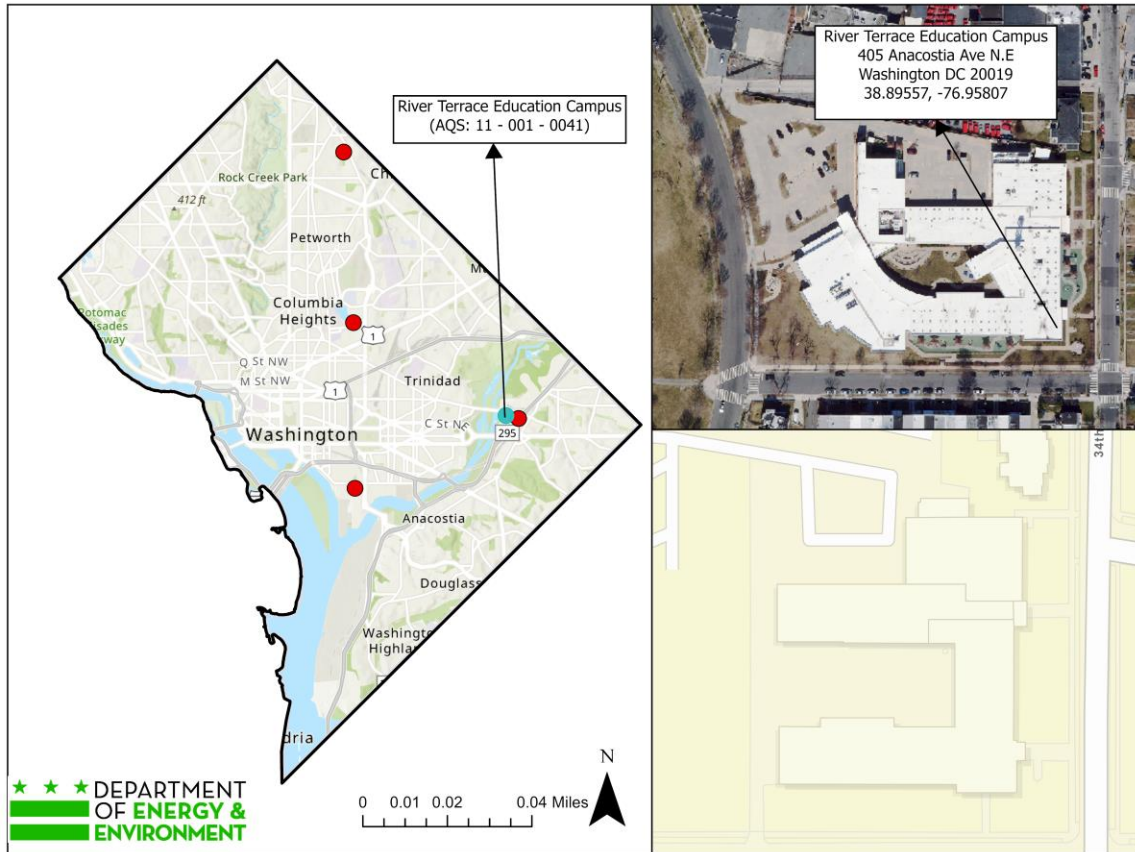 River Terrace Education Campus
(AQS: 11 - 001 - 0041)
Rock Creek Park
412 ft
Petworth
Columbia
Heights
1
Q St NW
M St NW
1
Trinidad
C St NE
295
Washington
Anacostia
Douglass
Washington
dria
N
0 0.01 0.02 0.04 Miles
DEPARTMENT
OF ENERGY &
ENVIRONMENT
River Terrace Education Campus
405 Anacostia Ave N.E
Washington DC 20019
38.89557, -76.95807
34th